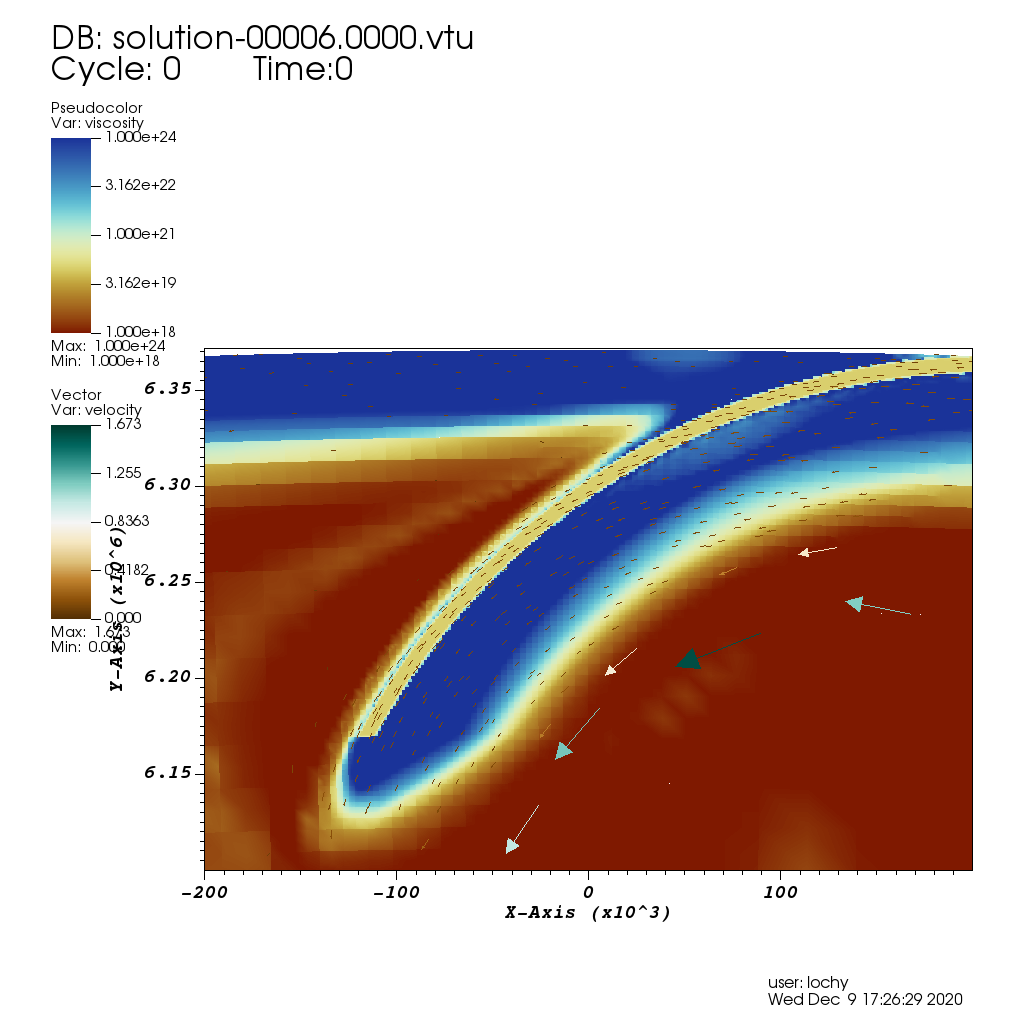 DB: solution-00006.0000.vtu
Cycle: 0 Time:0
Pseudocolor
Var: viscosity
1.000e+24
3.162e+22
1.000e+21
3.162e+19
1.000e+18
Max: 1.000e+24
Min: 1.000e+18
Vector
Var: velocity
1.673
1.255
0.8363
0.4182
0.000
Max: 1.673
Min: 0.000
Y-Axis (x10^6)
6.35
6.30
6.25
6.20
6.15
-200 -100 0 100
X-Axis (x10^3)
user: lochy
Wed Dec 9 17:26:29 2020